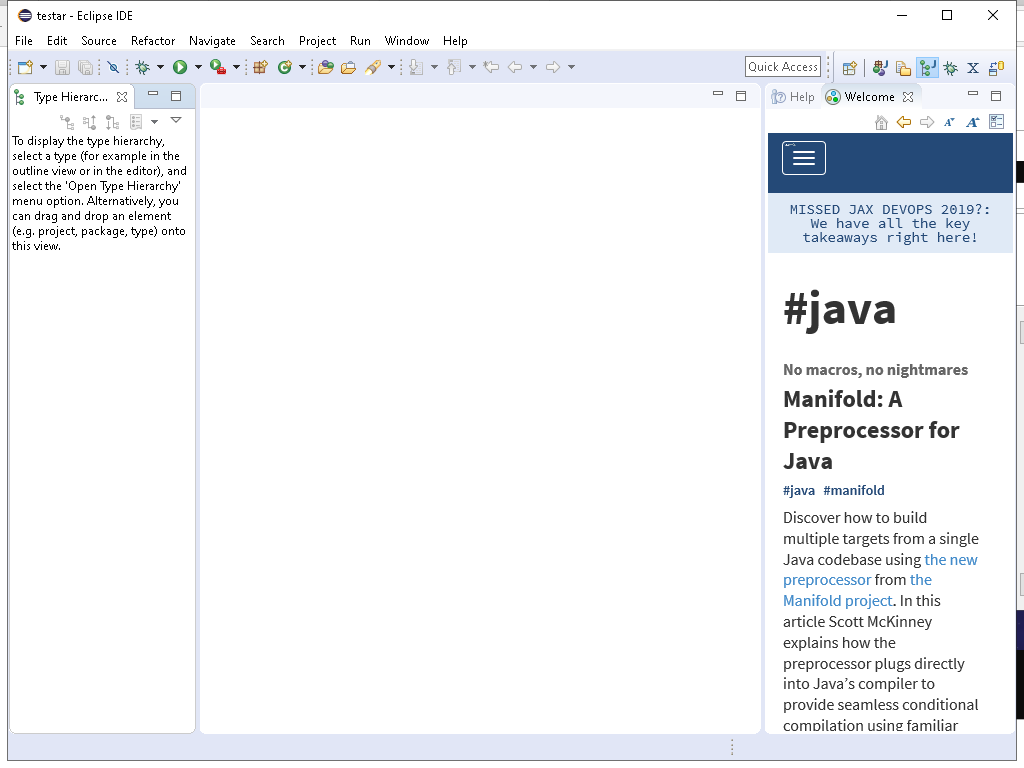 testar - Eclipse IDE
File Edit Source Refactor Navigate Search Project Run Window Help
Quick Access
Type Hierarc...
Help Welcome
To display the type hierarchy,
select a type (for example in the
outline view or in the editor), and
select the 'Open Type Hierarchy'
menu option. Alternatively, you
can drag and drop an element
(e.g. project, package, type) onto
this view.
MISSED JAX DEVOPS 2019?:
We have all the key
takeaways right here!
#java
No macros, no nightmares
Manifold: A
Preprocessor for
Java
#java #manifold
Discover how to build
multiple targets from a single
Java codebase using the new
preprocessor from the
Manifold project. In this
article Scott McKinney
explains how the
preprocessor plugs directly
into Java’s compiler to
provide seamless conditional
compilation using familiar